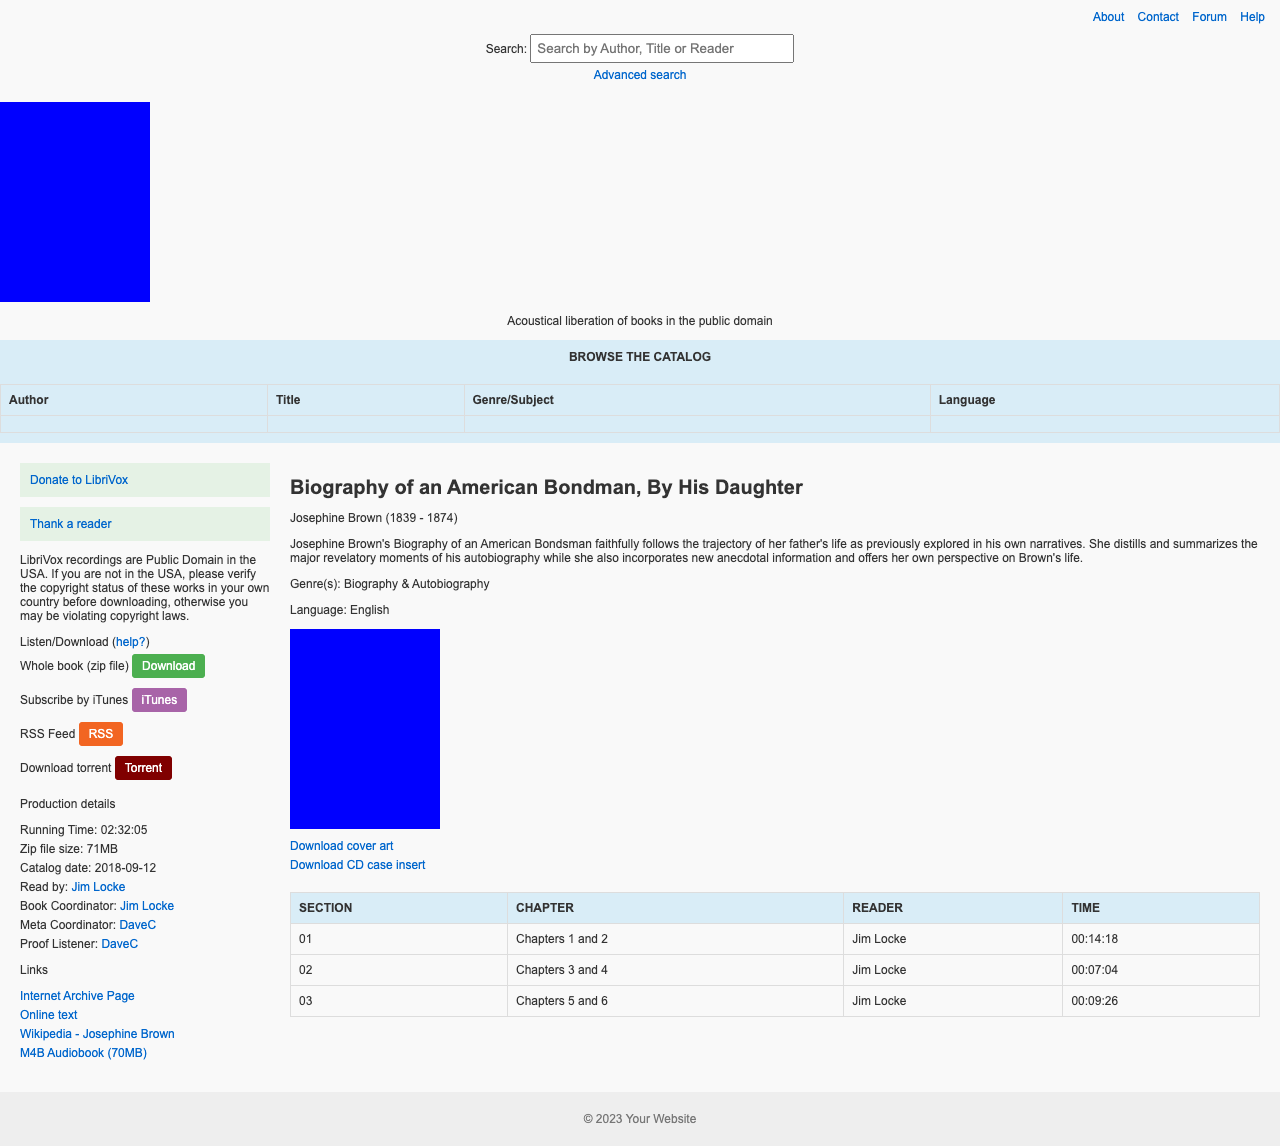 About Contact Forum Help
Search: Search by Author, Title or Reader
Advanced search
Acoustical liberation of books in the public domain
BROWSE THE CATALOG
Author Title Genre/Subject Language
Donate to LibriVox
Thank a reader
LibriVox recordings are Public Domain in the
USA. If you are not in the USA, please verify
the copyright status of these works in your own
country before downloading, otherwise you
may be violating copyright laws.
Listen/Download (help?)
Whole book (zip file) Download
Subscribe by iTunes iTunes
RSS Feed RSS
Download torrent Torrent
Production details
Running Time: 02:32:05
Zip file size: 71MB
Catalog date: 2018-09-12
Read by: Jim Locke
Book Coordinator: Jim Locke
Meta Coordinator: DaveC
Proof Listener: DaveC
Links
Internet Archive Page
Online text
Wikipedia - Josephine Brown
M4B Audiobook (70MB)
Biography of an American Bondman, By His Daughter
Josephine Brown (1839 - 1874)
Josephine Brown's Biography of an American Bondsman faithfully follows the trajectory of her father's life as previously explored in his own narratives. She distills and summarizes the
major revelatory moments of his autobiography while she also incorporates new anecdotal information and offers her own perspective on Brown's life.
Genre(s): Biography & Autobiography
Language: English
Download cover art
Download CD case insert
SECTION CHAPTER READER TIME
01 Chapters 1 and 2 Jim Locke 00:14:18
02 Chapters 3 and 4 Jim Locke 00:07:04
03 Chapters 5 and 6 Jim Locke 00:09:26
© 2023 Your Website